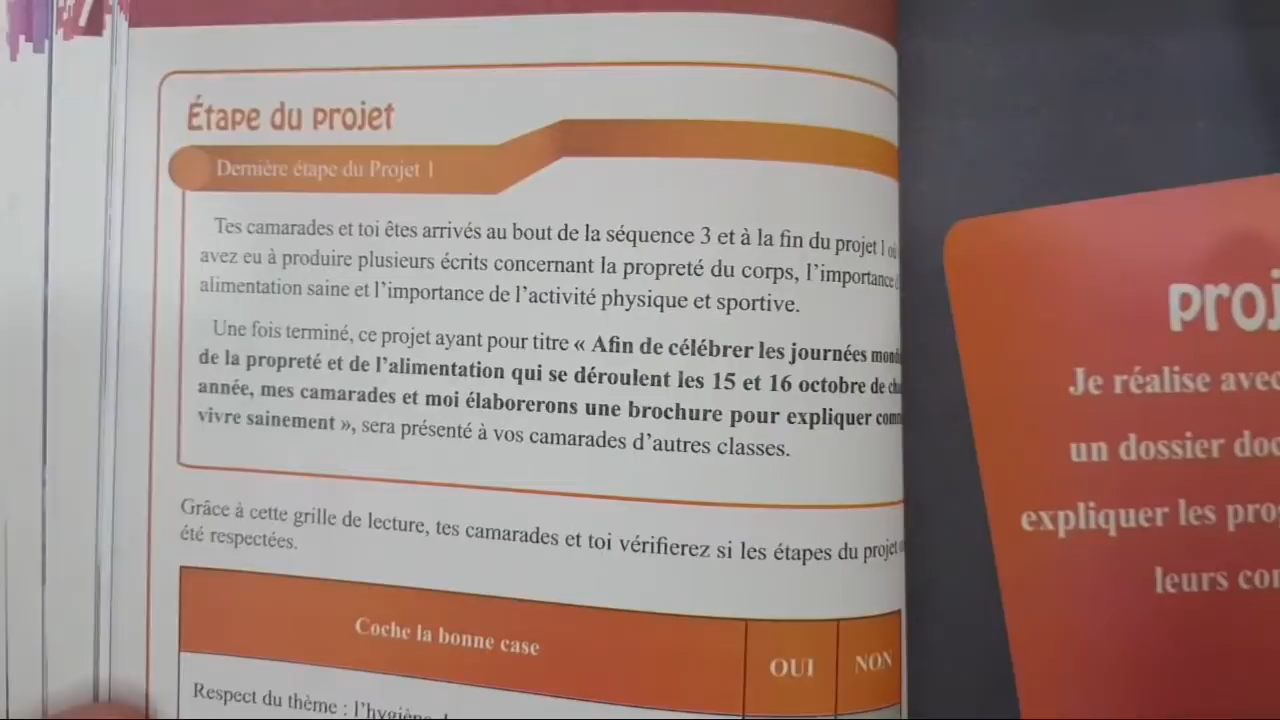 Étape du projet
Dernière étape du Projet 1
Tes camarades et toi êtes arrivés au bout de la séquence 3 et à la fin du projet 1
avez eu à produire plusieurs écrits concernant la propreté du corps, l'importance
alimentation saine et l'importance de l'activité physique et sportive.
Une fois terminé, ce projet ayant pour titre « Afin de célébrer les journées
de la propreté et de l'alimentation qui se déroulent les 15 et 16 octobre de
année, mes camarades et moi élaborerons une brochure pour expliquer
vivre sainement », sera présenté à vos camarades d'autres classes.
Grâce à cette grille de lecture, tes camarades et toi vérifierez si les étapes du projet
été respectées.
Coche la bonne case
OUI
NON
Respect du thème :
Je réalise
un dossier
expliquer les
leurs